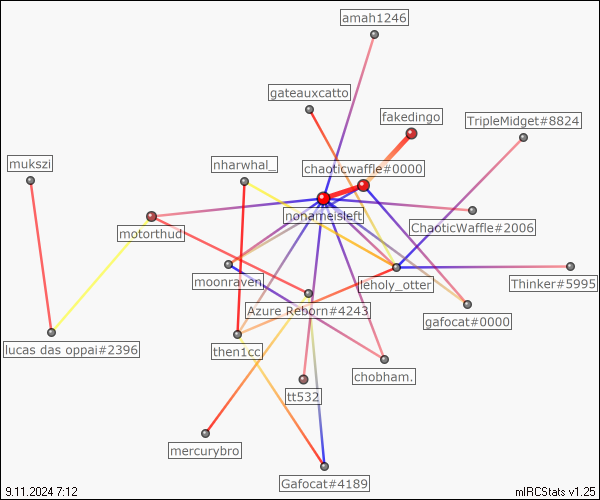 amah1246
gateauxcatto
fakedingo
TripleMidget#8824
mukszi
nharwhal_
chaoticwaffle#0000
nonameisleft
ChaoticWaffle#2006
motorthud
moonraven
leholy_otter
Thinker#5995
Azure Reborn#4243
gafocat#0000
lucas das oppai#2396
then1cc
chobham.
tt532
mercurybro
Gafocat#4189
9.11.2024 7:12
mIRCStats v1.25